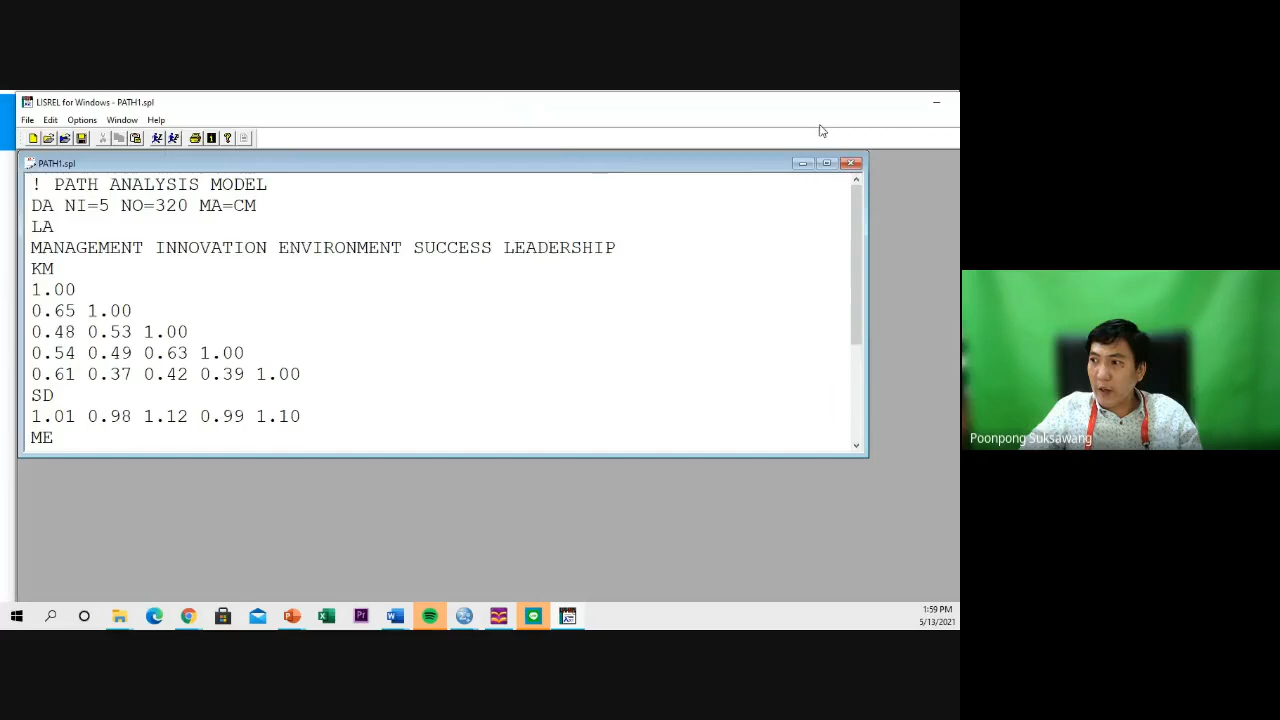 LISREL for Windows - PATH1.spl
File Edit Options Window Help
PATH1.spl
! PATH ANALYSIS MODEL
DA NI=5 NO=320 MA=CM
LA
MANAGEMENT INNOVATION ENVIRONMENT SUCCESS LEADERSHIP
KM
1.00
0.65 1.00
0.48 0.53 1.00
0.54 0.49 0.63 1.00
0.61 0.37 0.42 0.39 1.00
SD
1.01 0.98 1.12 0.99 1.10
ME
Poonpong Suksawang
1:59 PM
5/13/2021